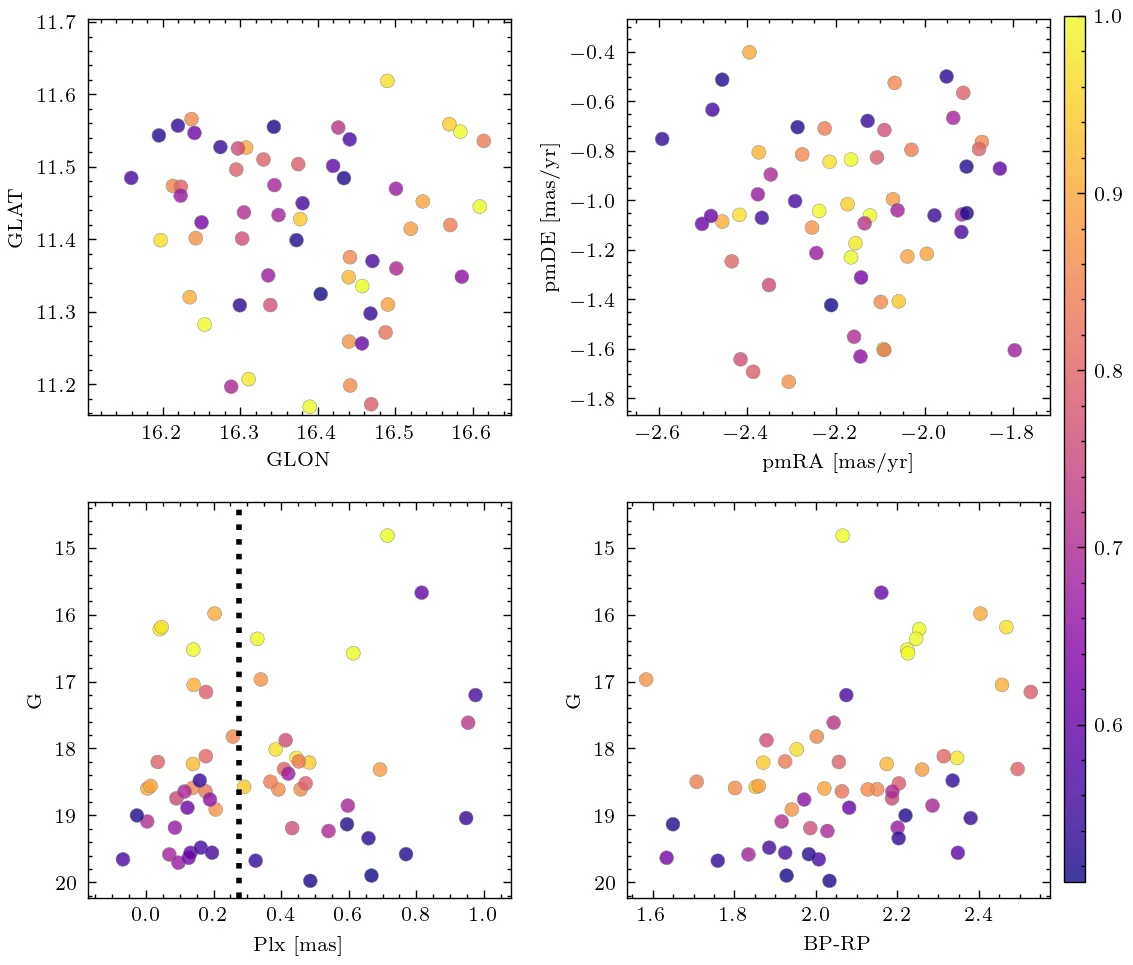 11.7
11.6
11.5
11.4
11.3
11.2
GLAT
16.2 16.3 16.4 16.5 16.6
GLON
−0.4
−0.6
−0.8
−1.0
−1.2
−1.4
−1.6
−1.8
pmDE [mas/yr]
−2.6 −2.4 −2.2 −2.0 −1.8
pmRA [mas/yr]
15
16
17
18
19
20
G
0.0 0.2 0.4 0.6 0.8 1.0
Plx [mas]
15
16
17
18
19
20
G
1.6 1.8 2.0 2.2 2.4
BP-RP
1.0
0.9
0.8
0.7
0.6